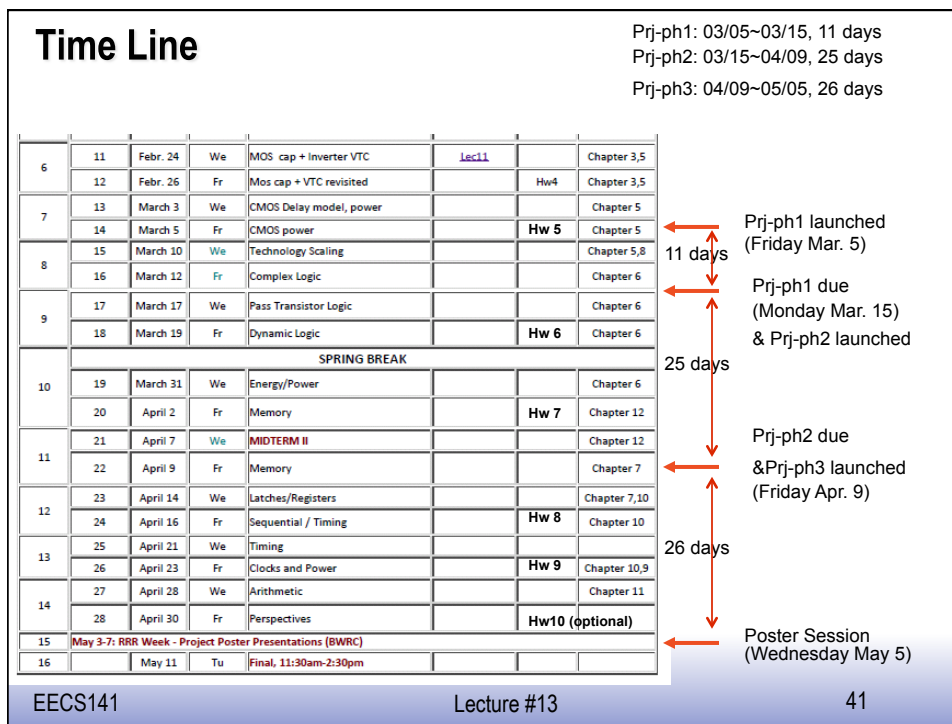 Time Line
Prj-ph1: 03/05~03/15, 11 days
Prj-ph2: 03/15~04/09, 25 days
Prj-ph3: 04/09~05/05, 26 days
6
11 Febr. 24 We MOS cap + Inverter VTC Lec11 Chapter 3,5
12 Febr. 26 Fr Mos cap + VTC revisited Hw4 Chapter 3,5
7
13 March 3 We CMOS Delay model, power Chapter 5
14 March 5 Fr CMOS power Hw 5 Chapter 5
8
15 March 10 We Technology Scaling Chapter 5,8
16 March 12 Fr Complex Logic Chapter 6
9
17 March 17 We Pass Transistor Logic Chapter 6
18 March 19 Fr Dynamic Logic Hw 6 Chapter 6
10
SPRING BREAK
19 March 31 We Energy/Power Chapter 6
20 April 2 Fr Memory Hw 7 Chapter 12
11
21 April 7 We MIDTERM II Chapter 12
22 April 9 Fr Memory Chapter 7
12
23 April 14 We Latches/Registers Chapter 7,10
24 April 16 Fr Sequential / Timing Hw 8 Chapter 10
13
25 April 21 We Timing
26 April 23 Fr Clocks and Power Hw 9 Chapter 10,9
14
27 April 28 We Arithmetic Chapter 11
28 April 30 Fr Perspectives Hw10 (optional)
15 May 3-7: RRR Week - Project Poster Presentations (BWRC)
16 May 11 Tu Final, 11:30am-2:30pm
Prj-ph1 launched
(Friday Mar. 5)
11 days
Prj-ph1 due
(Monday Mar. 15)
& Prj-ph2 launched
25 days
Prj-ph2 due
&Prj-ph3 launched
(Friday Apr. 9)
26 days
Poster Session
(Wednesday May 5)
EECS141
Lecture #13
41